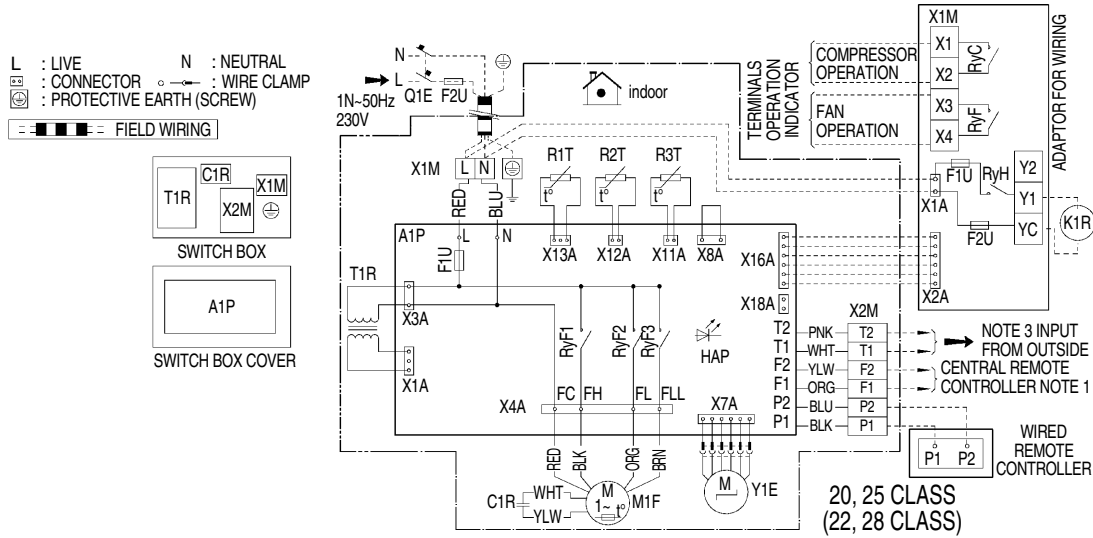 L : LIVE
N : NEUTRAL
: CONNECTOR
: WIRE CLAMP
: PROTECTIVE EARTH (SCREW)
FIELD WIRING
T1R
C1R
X2M
X1M
SWITCH BOX
A1P
SWITCH BOX COVER
N
L
Q1E
F2U
1N~50Hz
230V
indoor
TERMINALS
OPERATION
INDICATOR
COMPRESSOR
OPERATION
FAN
OPERATION
X1M
X1
X2
X3
X4
RyC
RyF
ADAPTOR FOR WIRING
F1U
RyH
X1A
F2U
Y2
Y1
YC
K1R
X2A
X1M
L
N
RED
BLU
R1T
R2T
R3T
t°
t°
t°
A1P
L
N
F1U
X13A
X12A
X11A
X8A
X16A
X18A
T1R
X3A
X1A
RyF1
RyF2
RyF3
HAP
X4A
FC
FH
FL
FLL
X7A
T2
T1
F2
F1
P2
P1
PNK
WHT
YLW
ORG
BLU
BLK
X2M
T2
T1
F2
F1
P2
P1
NOTE 3 INPUT
FROM OUTSIDE
CENTRAL REMOTE
CONTROLLER NOTE 1
P1
P2
WIRED
REMOTE
CONTROLLER
RED
BLK
ORG
BRN
C1R
WHT
YLW
M
1~
t°
M1F
M
Y1E
20, 25 CLASS
(22, 28 CLASS)